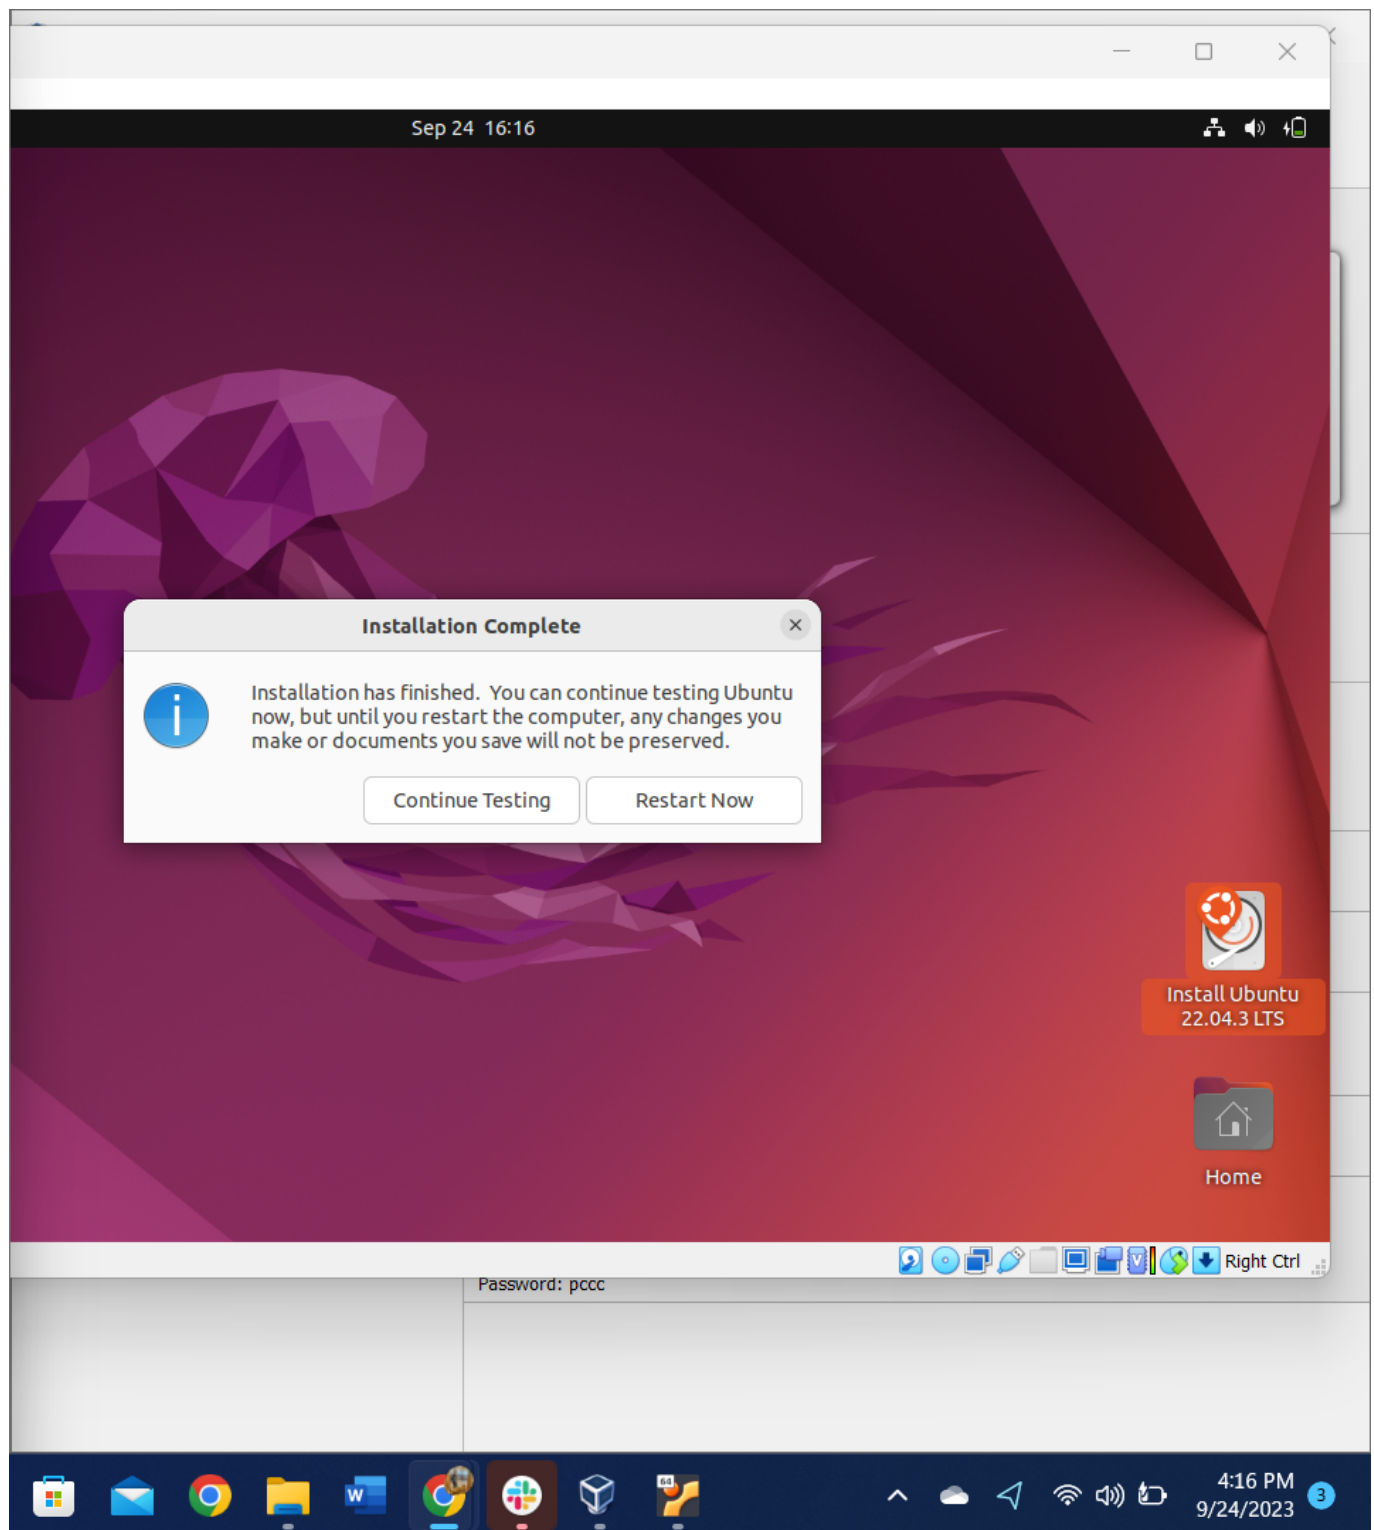 Sep 24 16:16
Installation Complete
Installation has finished. You can continue testing Ubuntu
now, but until you restart the computer, any changes you
make or documents you save will not be preserved.
Continue Testing
Restart Now
Install Ubuntu
22.04.3 LTS
Home
V
Right Ctrl
Password: pccc
W
64
4:16 PM
9/24/2023
3